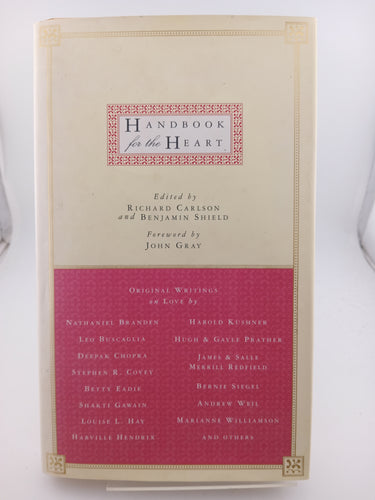 HANDBOOK
for the HEART
Edited by
RICHARD CARLSON
and BENJAMIN SHIELD
Foreword by
JOHN GRAY
ORIGINAL WRITINGS
on LOVE by
NATHANIEL BRANDEN
LEO BUSCAGLIA
DEEPAK CHOPRA
STEPHEN R. COVEY
BETTY EADIE
SHAKTI GAWAIN
LOUISE L. HAY
HARVILLE HENDRIX
HAROLD KUSHNER
HUGH & GAYLE PRATHER
JAMES & SALLE
MERRILL REDFIELD
BERNIE SIEGEL
ANDREW WEIL
MARIANNE WILLIAMSON
AND OTHERS